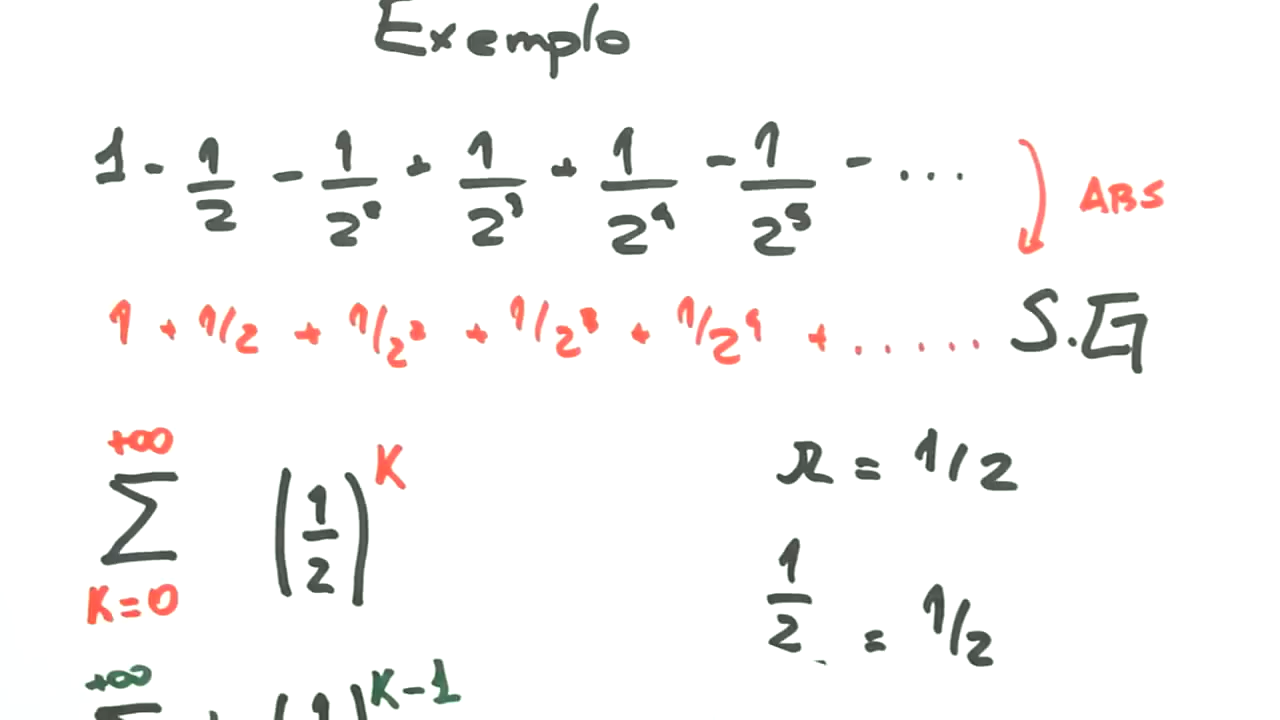 Exemplo
1 - 1/2 - 1/2² + 1/2³ + 1/2⁴ - 1/2⁵ - ...
ABS
1 + 1/2 + 1/2² + 1/2³ + 1/2⁴ + ...... S.G
+∞
Σ (1/2)^K
K=0
r = 1/2
1/2 = 1/2
+∞
K-1